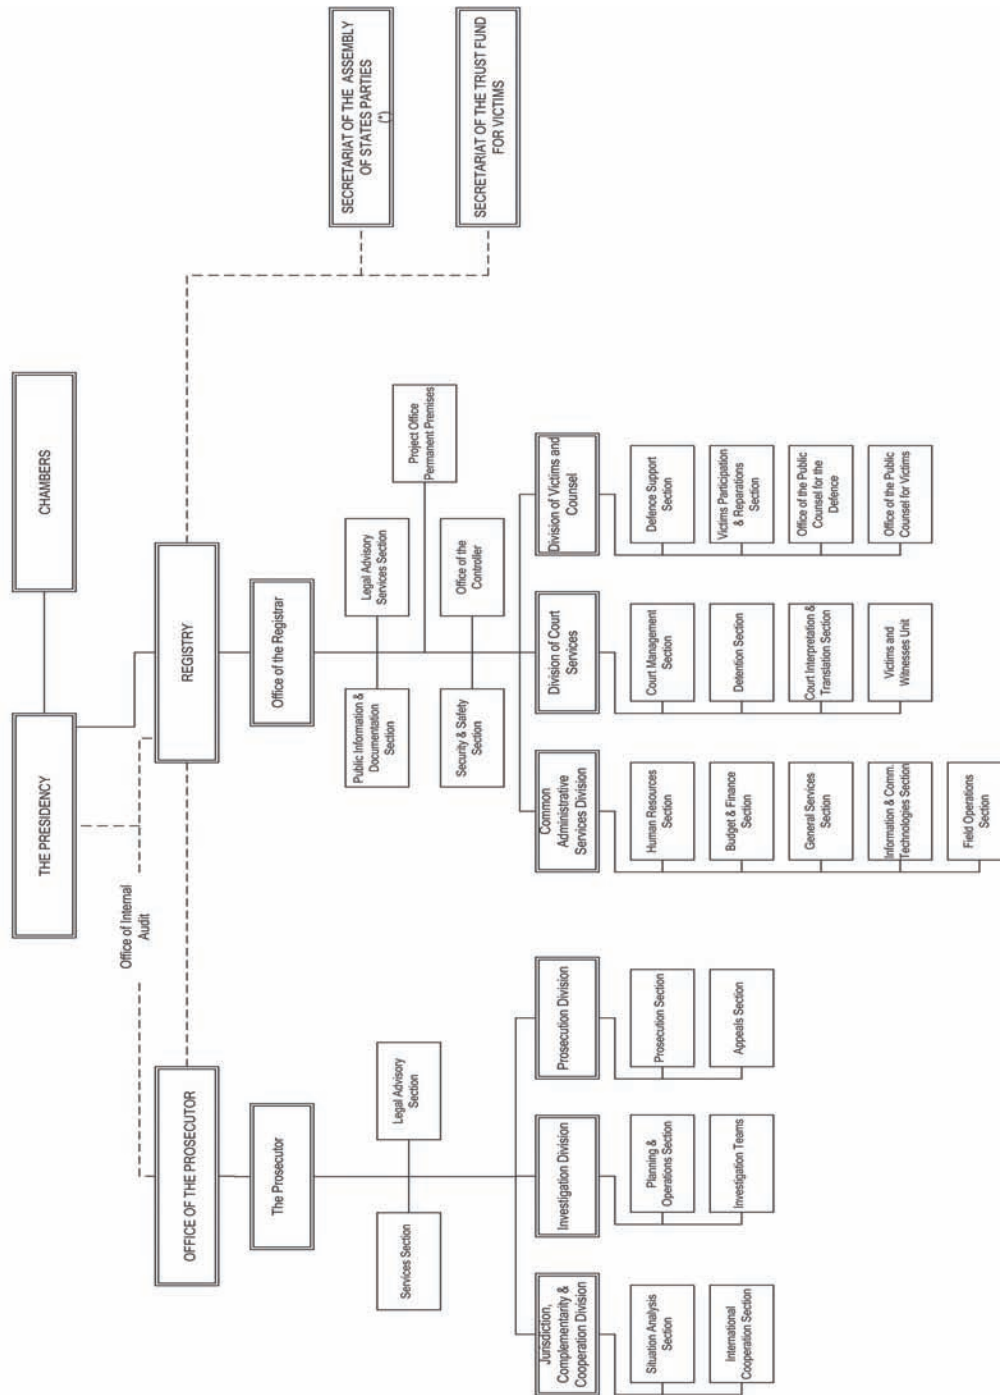 THE PRESIDENCY
CHAMBERS
Office of Internal
Audit
OFFICE OF THE PROSECUTOR
REGISTRY
SECRETARIAT OF THE ASSEMBLY
OF STATES PARTIES
(*)
SECRETARIAT OF THE TRUST FUND
FOR VICTIMS
The Prosecutor
Office of the Registrar
Services Section
Legal Advisory
Section
Public Information &
Documentation
Section
Legal Advisory
Services Section
Project Office
Permanent Premises
Security & Safety
Section
Office of the
Controller
Jurisdiction,
Complementarity &
Cooperation Division
Situation Analysis
Section
International
Cooperation Section
Investigation Division
Planning &
Operations Section
Investigation Teams
Prosecution Division
Prosecution Section
Appeals Section
Common
Administrative
Services Division
Human Resources
Section
Budget & Finance
Section
General Services
Section
Information & Comm.
Technologies Section
Field Operations
Section
Division of Court
Services
Court Management
Section
Detention Section
Court Interpretation &
Translation Section
Victims and
Witnesses Unit
Division of Victims and
Counsel
Defence Support
Section
Victims Participation
& Reparations
Section
Office of the Public
Counsel for the
Defence
Office of the Public
Counsel for Victims